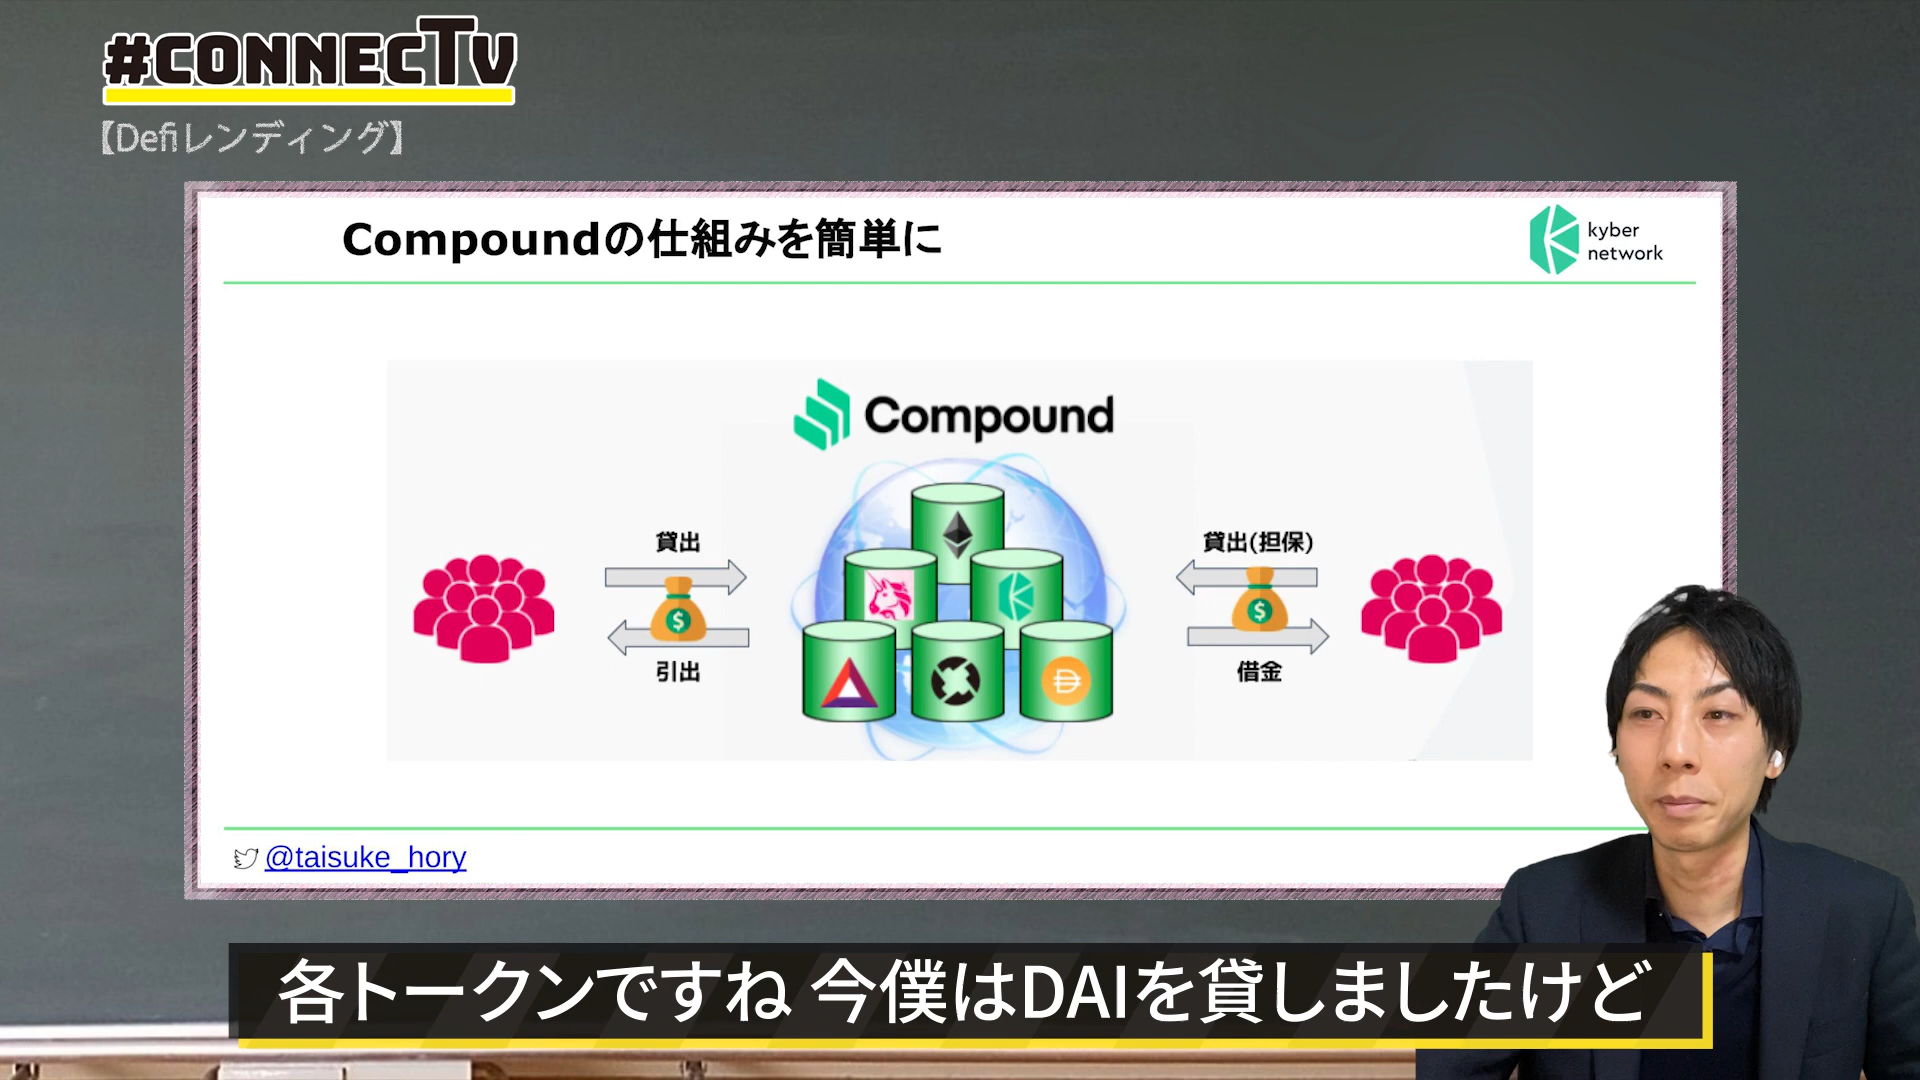 #CONNECTV
【Defiレンディング】
Compoundの仕組みを簡単に
kyber
network
Compound
貸出
引出
貸出(担保)
借金
@taisuke_hory
各トークンですね 今僕はDAIを貸しましたけど